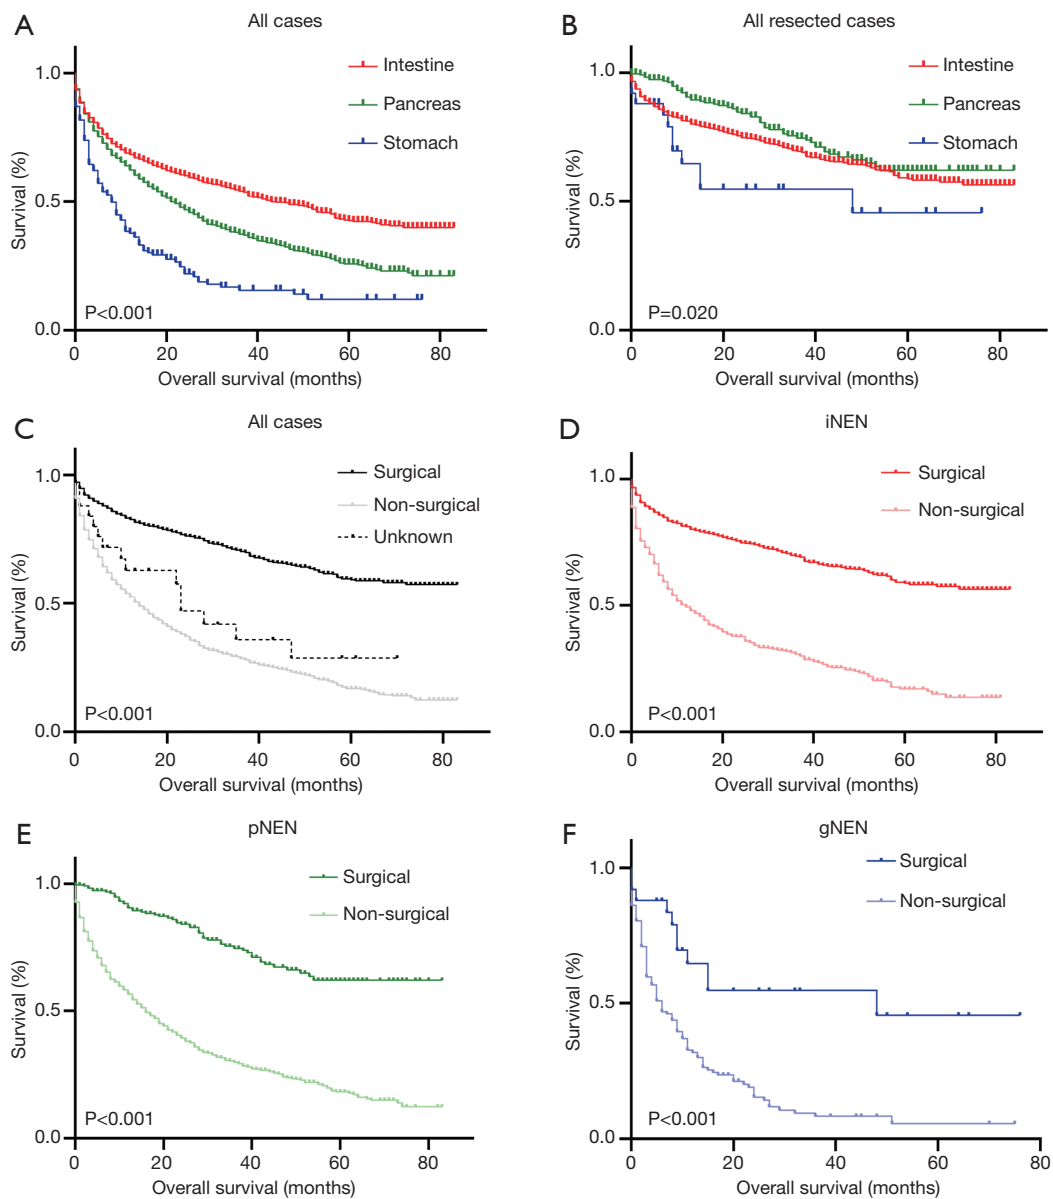 A
All cases
Survival (%)
1.0
0.5
0.0
Intestine
Pancreas
Stomach
P<0.001
0 20 40 60 80
Overall survival (months)
B
All resected cases
Survival (%)
1.0
0.5
0.0
Intestine
Pancreas
Stomach
P=0.020
0 20 40 60 80
Overall survival (months)
C
All cases
Survival (%)
1.0
0.5
0.0
Surgical
Non-surgical
Unknown
P<0.001
0 20 40 60 80
Overall survival (months)
D
iNEN
Survival (%)
1.0
0.5
0.0
Surgical
Non-surgical
P<0.001
0 20 40 60 80
Overall survival (months)
E
pNEN
Survival (%)
1.0
0.5
0.0
Surgical
Non-surgical
P<0.001
0 20 40 60 80
Overall survival (months)
F
gNEN
Survival (%)
1.0
0.5
0.0
Surgical
Non-surgical
P<0.001
0 20 40 60 80
Overall survival (months)